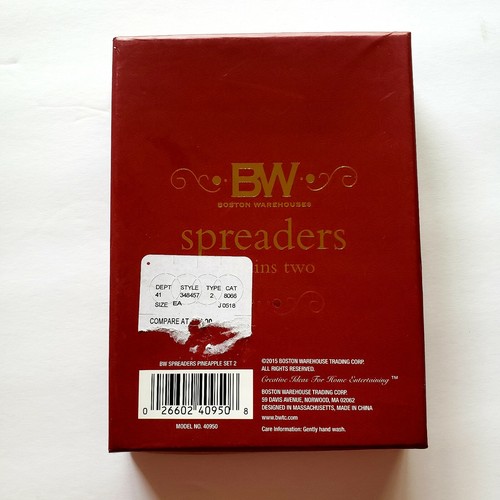 BW
BOSTON WAREHOUSES
spreaders
two
DEPT STYLE TYPE CAT
41 348457 2 8066
SIZE EA J0518
COMPARE AT
BW SPREADERS PINEAPPLE SET 2
0 26602 40950 8
MODEL NO. 40950
©2015 BOSTON WAREHOUSE TRADING CORP.
ALL RIGHTS RESERVED.
Creative Ideas For Home Entertaining™
BOSTON WAREHOUSE TRADING CORP.
59 DAVIS AVENUE, NORWOOD, MA 02062
DESIGNED IN MASSACHUSETTS, MADE IN CHINA
www.bwtc.com
Care Information: Gently hand wash.